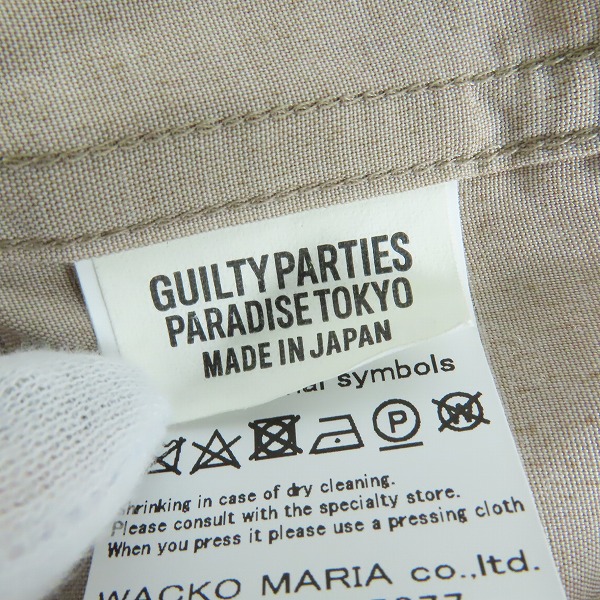 GUILTY PARTIES
PARADISE TOKYO
MADE IN JAPAN
symbols
P
W
shrinking in case of dry cleaning.
Please consult with the specialty store.
When you press it please use a pressing cloth
WACKO MARIA co.,ltd.